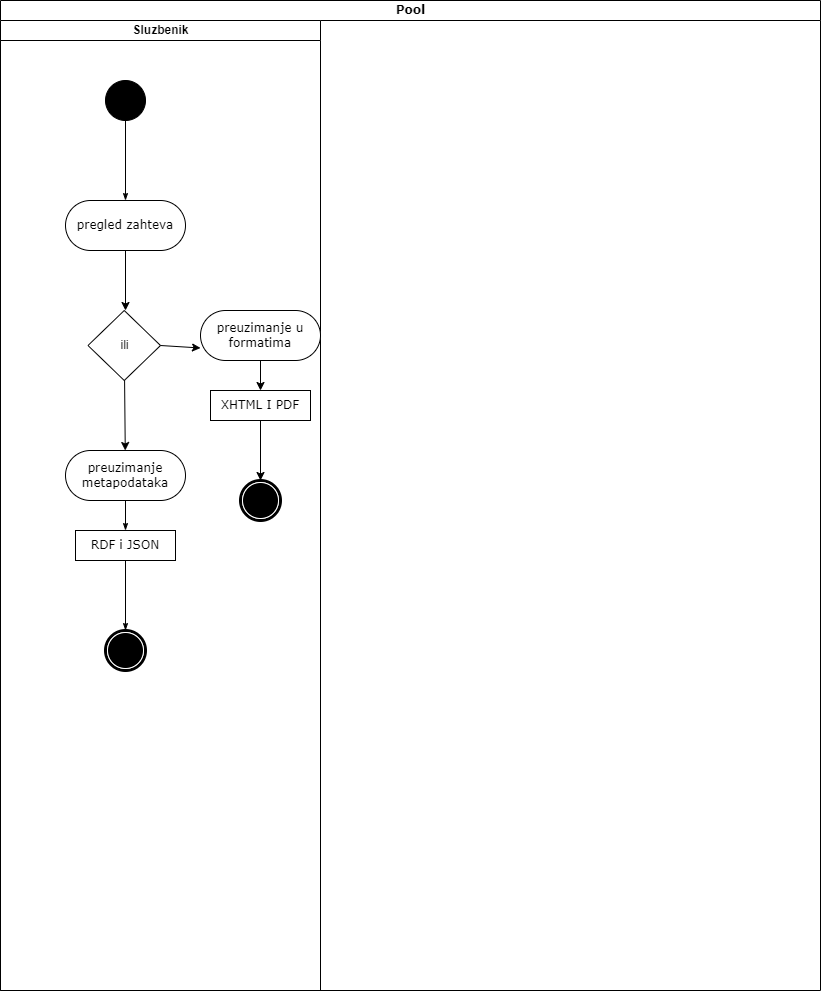 Pool
Sluzbenik
pregled zahteva
ili
preuzimanje u
formatima
XHTML I PDF
preuzimanje
metapodataka
RDF i JSON